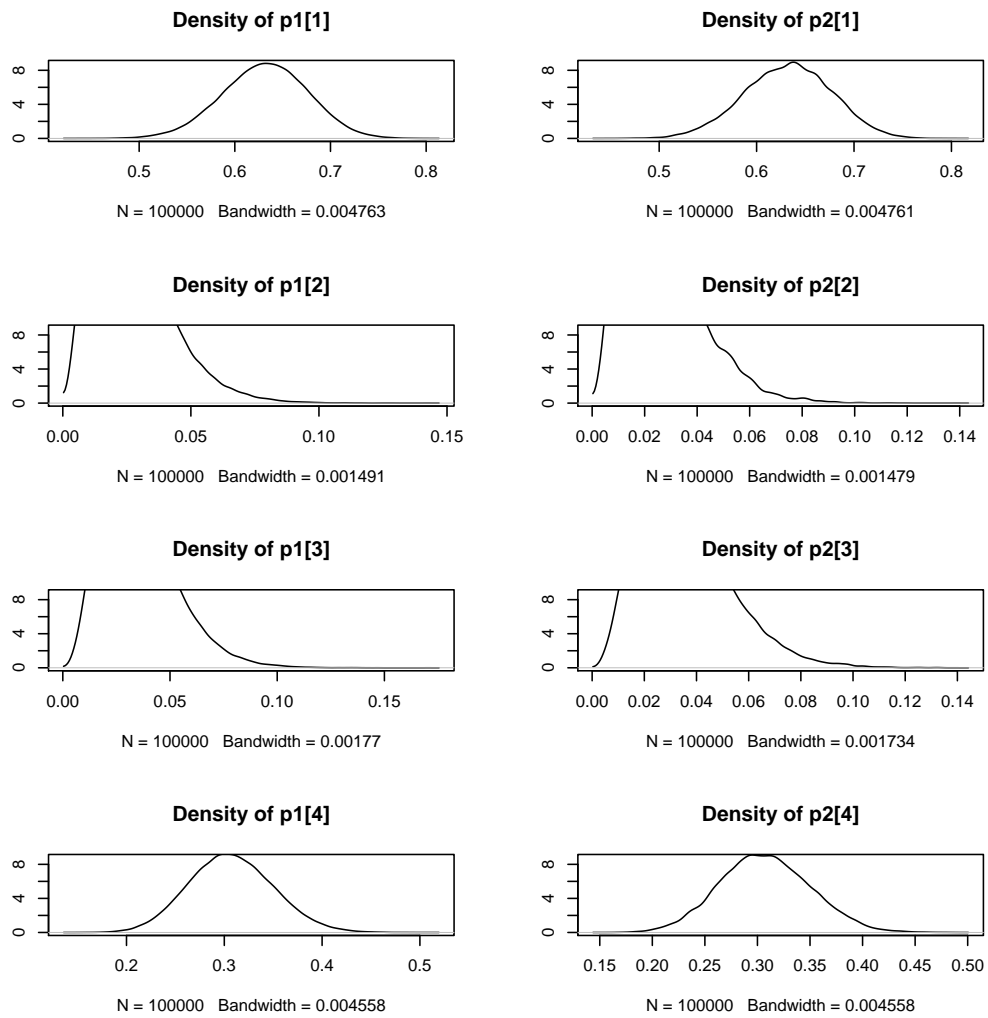 Density of p1[1] Density of p2[1]
8
4
0
8
4
0
0.5 0.6 0.7 0.8
0.5 0.6 0.7 0.8
N = 100000 Bandwidth = 0.004763
N = 100000 Bandwidth = 0.004761
Density of p1[2] Density of p2[2]
8
4
0
8
4
0
0.00 0.05 0.10 0.15
0.00 0.02 0.04 0.06 0.08 0.10 0.12 0.14
N = 100000 Bandwidth = 0.001491
N = 100000 Bandwidth = 0.001479
Density of p1[3] Density of p2[3]
8
4
0
8
4
0
0.00 0.05 0.10 0.15
0.00 0.02 0.04 0.06 0.08 0.10 0.12 0.14
N = 100000 Bandwidth = 0.00177
N = 100000 Bandwidth = 0.001734
Density of p1[4] Density of p2[4]
8
4
0
8
4
0
0.2 0.3 0.4 0.5
0.15 0.20 0.25 0.30 0.35 0.40 0.45 0.50
N = 100000 Bandwidth = 0.004558
N = 100000 Bandwidth = 0.004558